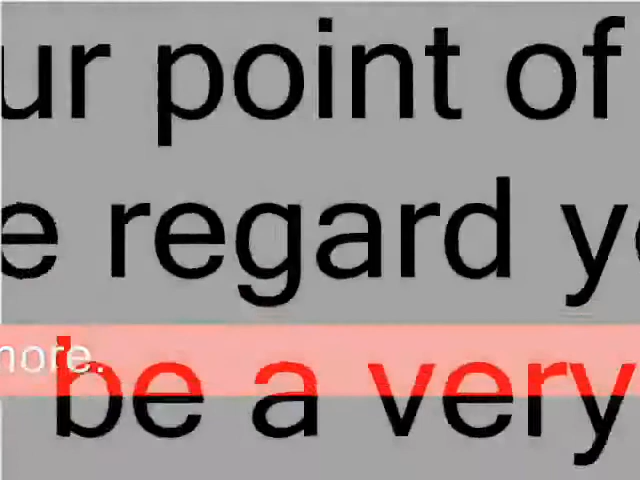 ur point of
e regard y
more.
be a very